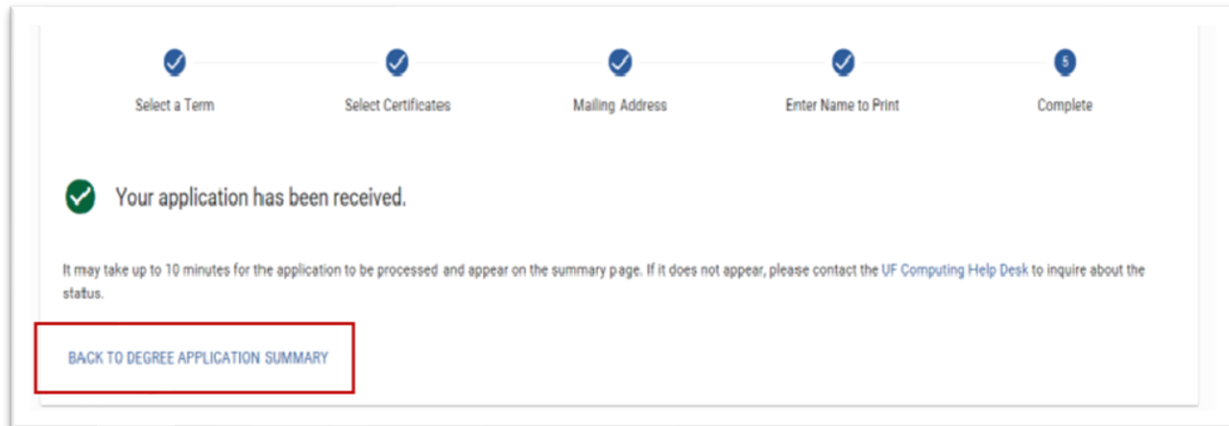 5
Select a Term Select Certificates Mailing Address Enter Name to Print Complete
Your application has been received.
It may take up to 10 minutes for the application to be processed and appear on the summary page. If it does not appear, please contact the UF Computing Help Desk to inquire about the
status.
BACK TO DEGREE APPLICATION SUMMARY